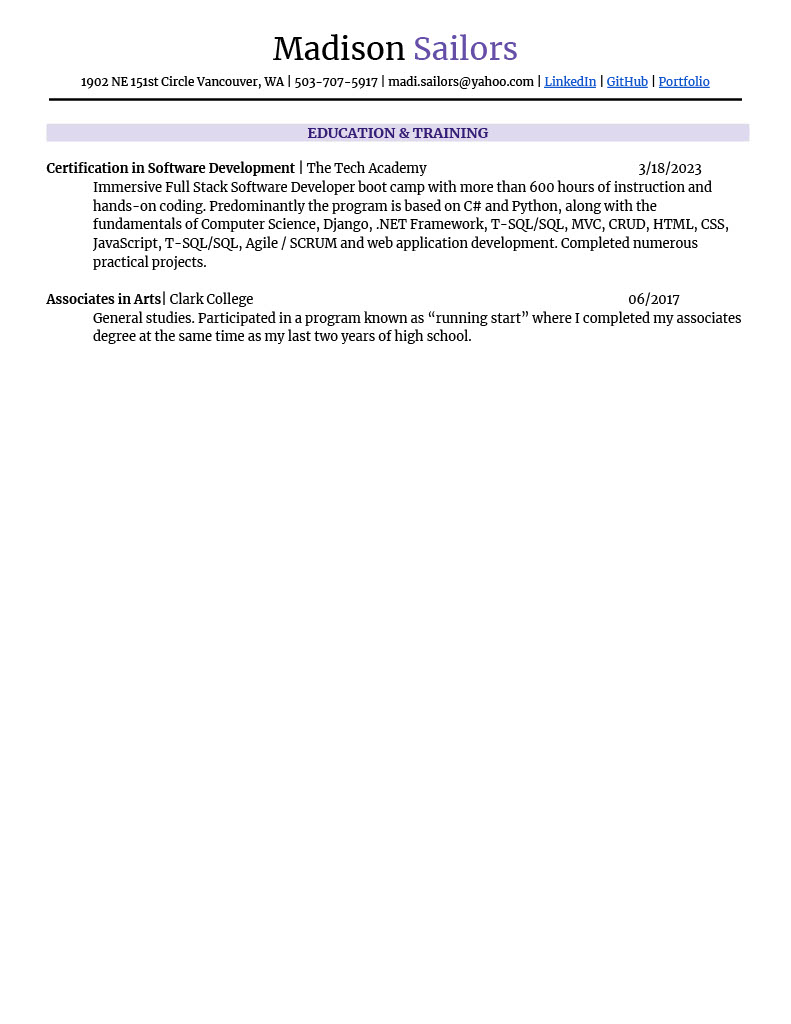 Madison Sailors
1902 NE 151st Circle Vancouver, WA | 503-707-5917 | madi.sailors@yahoo.com | LinkedIn | GitHub | Portfolio
EDUCATION & TRAINING
Certification in Software Development | The Tech Academy 3/18/2023
Immersive Full Stack Software Developer boot camp with more than 600 hours of instruction and
hands-on coding. Predominantly the program is based on C# and Python, along with the
fundamentals of Computer Science, Django, .NET Framework, T-SQL/SQL, MVC, CRUD, HTML, CSS,
JavaScript, T-SQL/SQL, Agile / SCRUM and web application development. Completed numerous
practical projects.
Associates in Arts| Clark College 06/2017
General studies. Participated in a program known as “running start” where I completed my associates
degree at the same time as my last two years of high school.